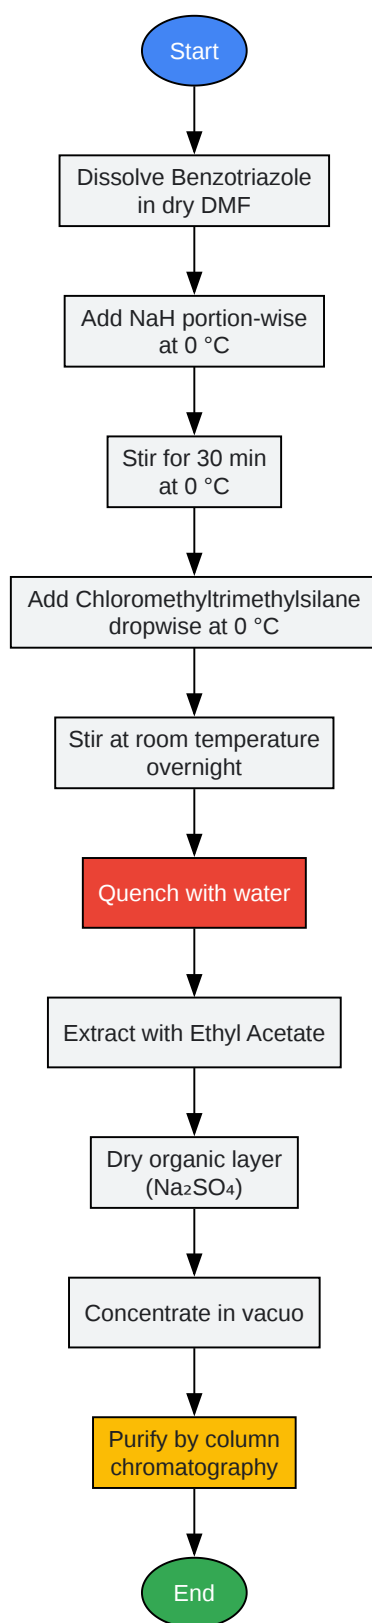 Start
Dissolve Benzotriazole
in dry DMF
Add NaH portion-wise
at 0 °C
Stir for 30 min
at 0 °C
Add Chloromethyltrimethylsilane
dropwise at 0 °C
Stir at room temperature
overnight
Quench with water
Extract with Ethyl Acetate
Dry organic layer
(Na₂SO₄)
Concentrate in vacuo
Purify by column
chromatography
End